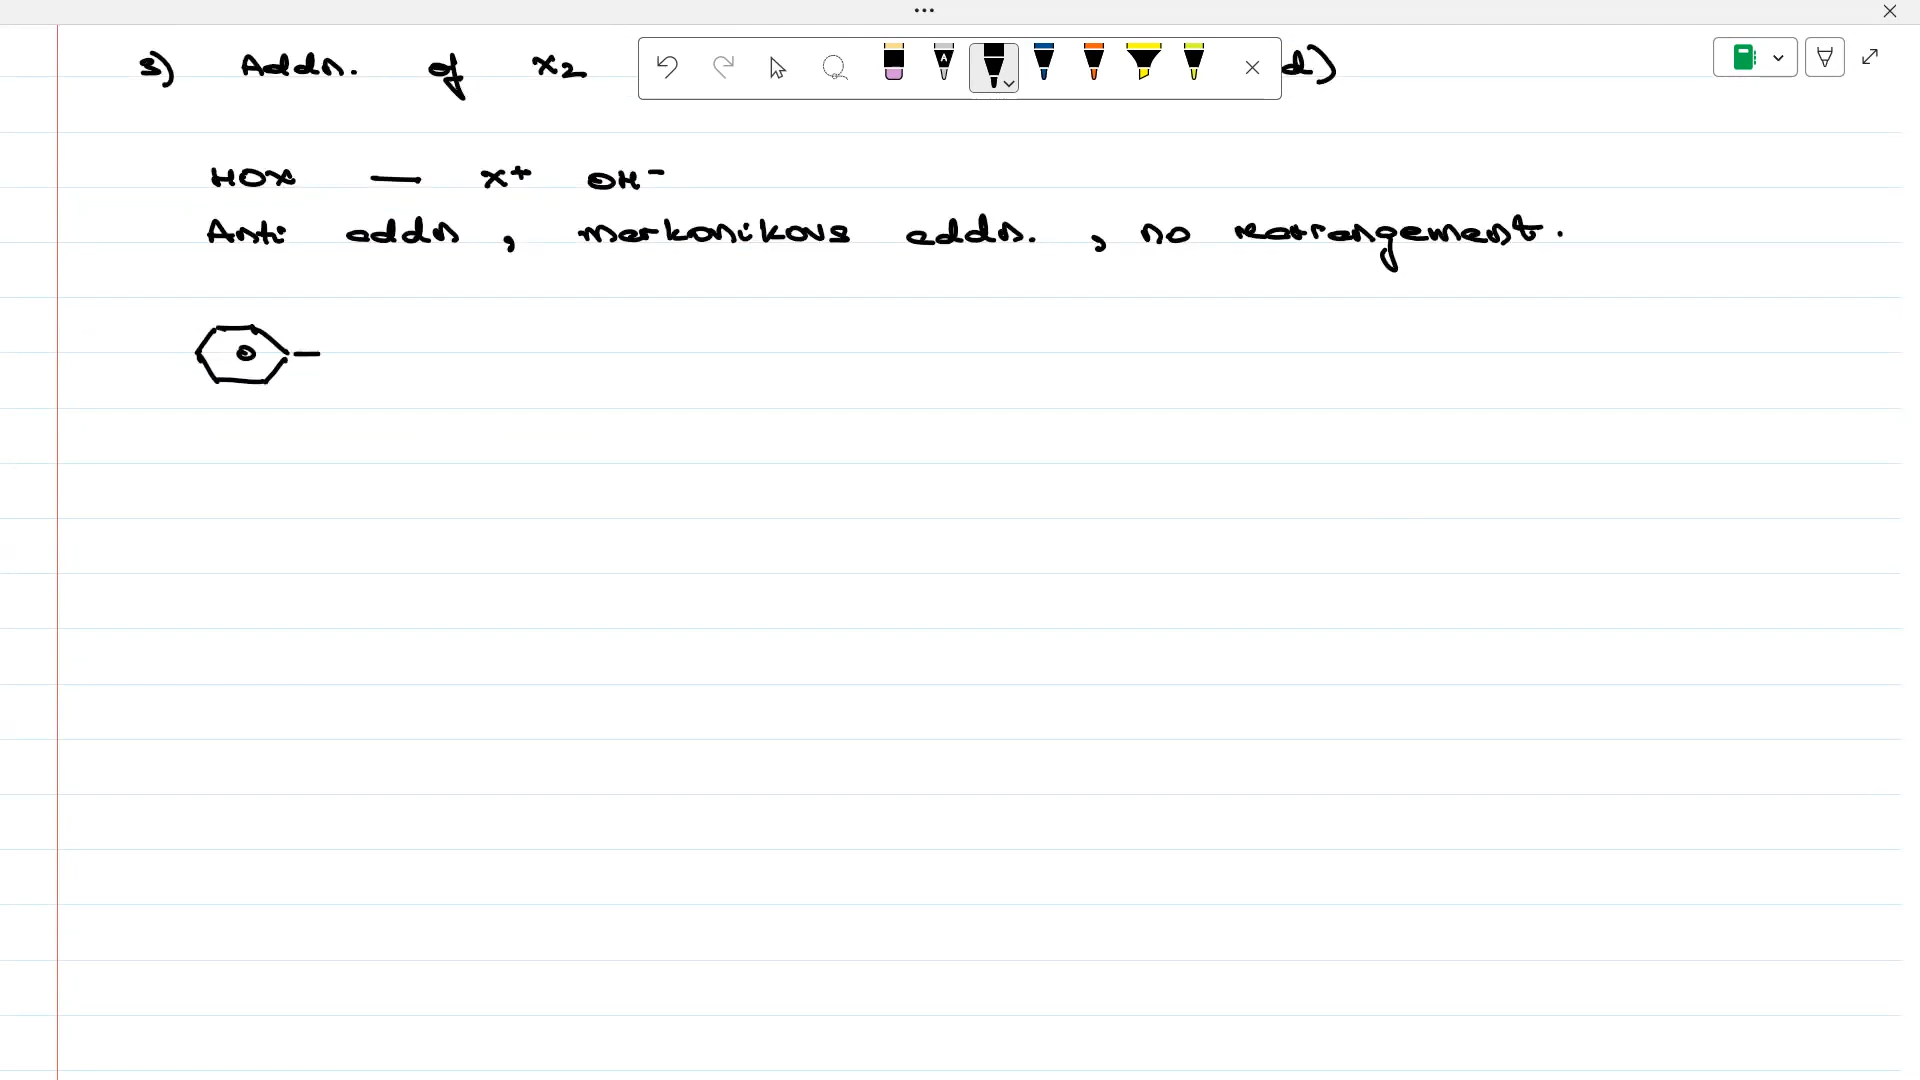 3) Addn. of x2 d)
HOX — x+ OH-
Anti addn, markonikovs addn., no rearrangement.